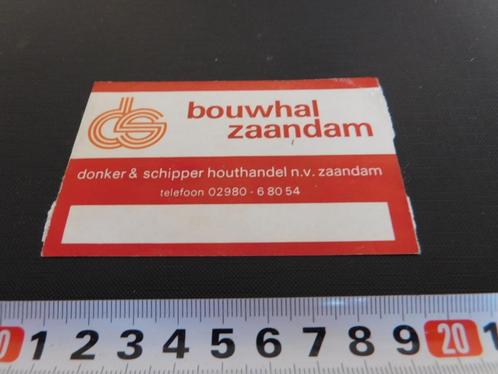 ds
bouwhal
zaandam
donker & schipper houthandel n.v. zaandam
telefoon 02980 - 6 80 54
0 1 2 3 4 5 6 7 8 9 20 1